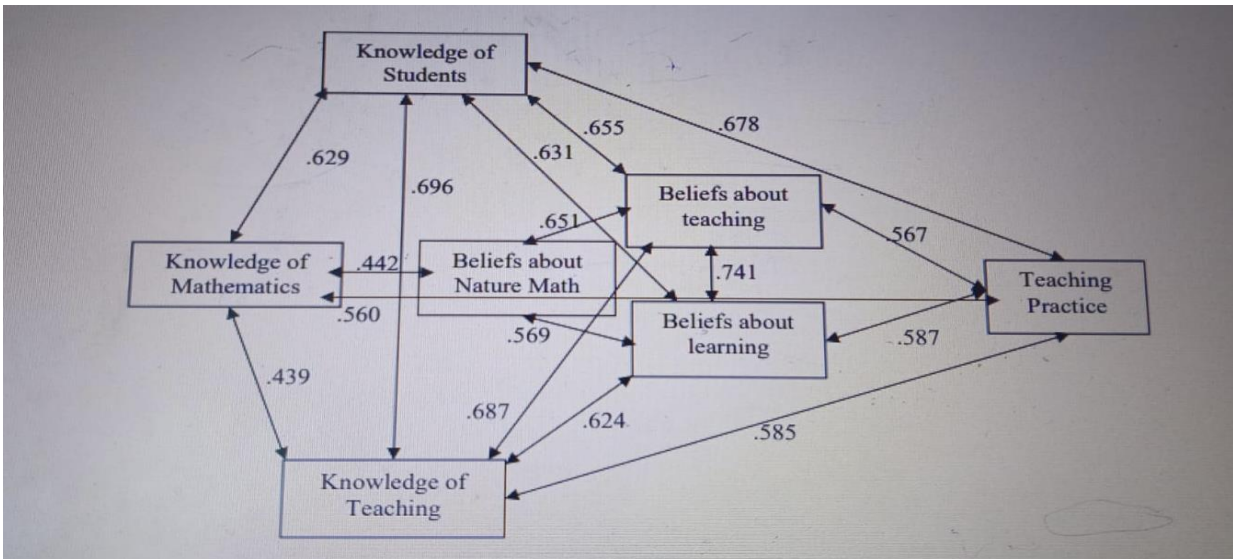 Knowledge of
Students
.655
.678
.631
.629
.696
Beliefs about
teaching
.651
.567
Knowledge of
Mathematics
.442
Beliefs about
Nature Math
.741
Teaching
Practice
.560
.569
Beliefs about
learning
.587
.439
.687
.624
.585
Knowledge of
Teaching